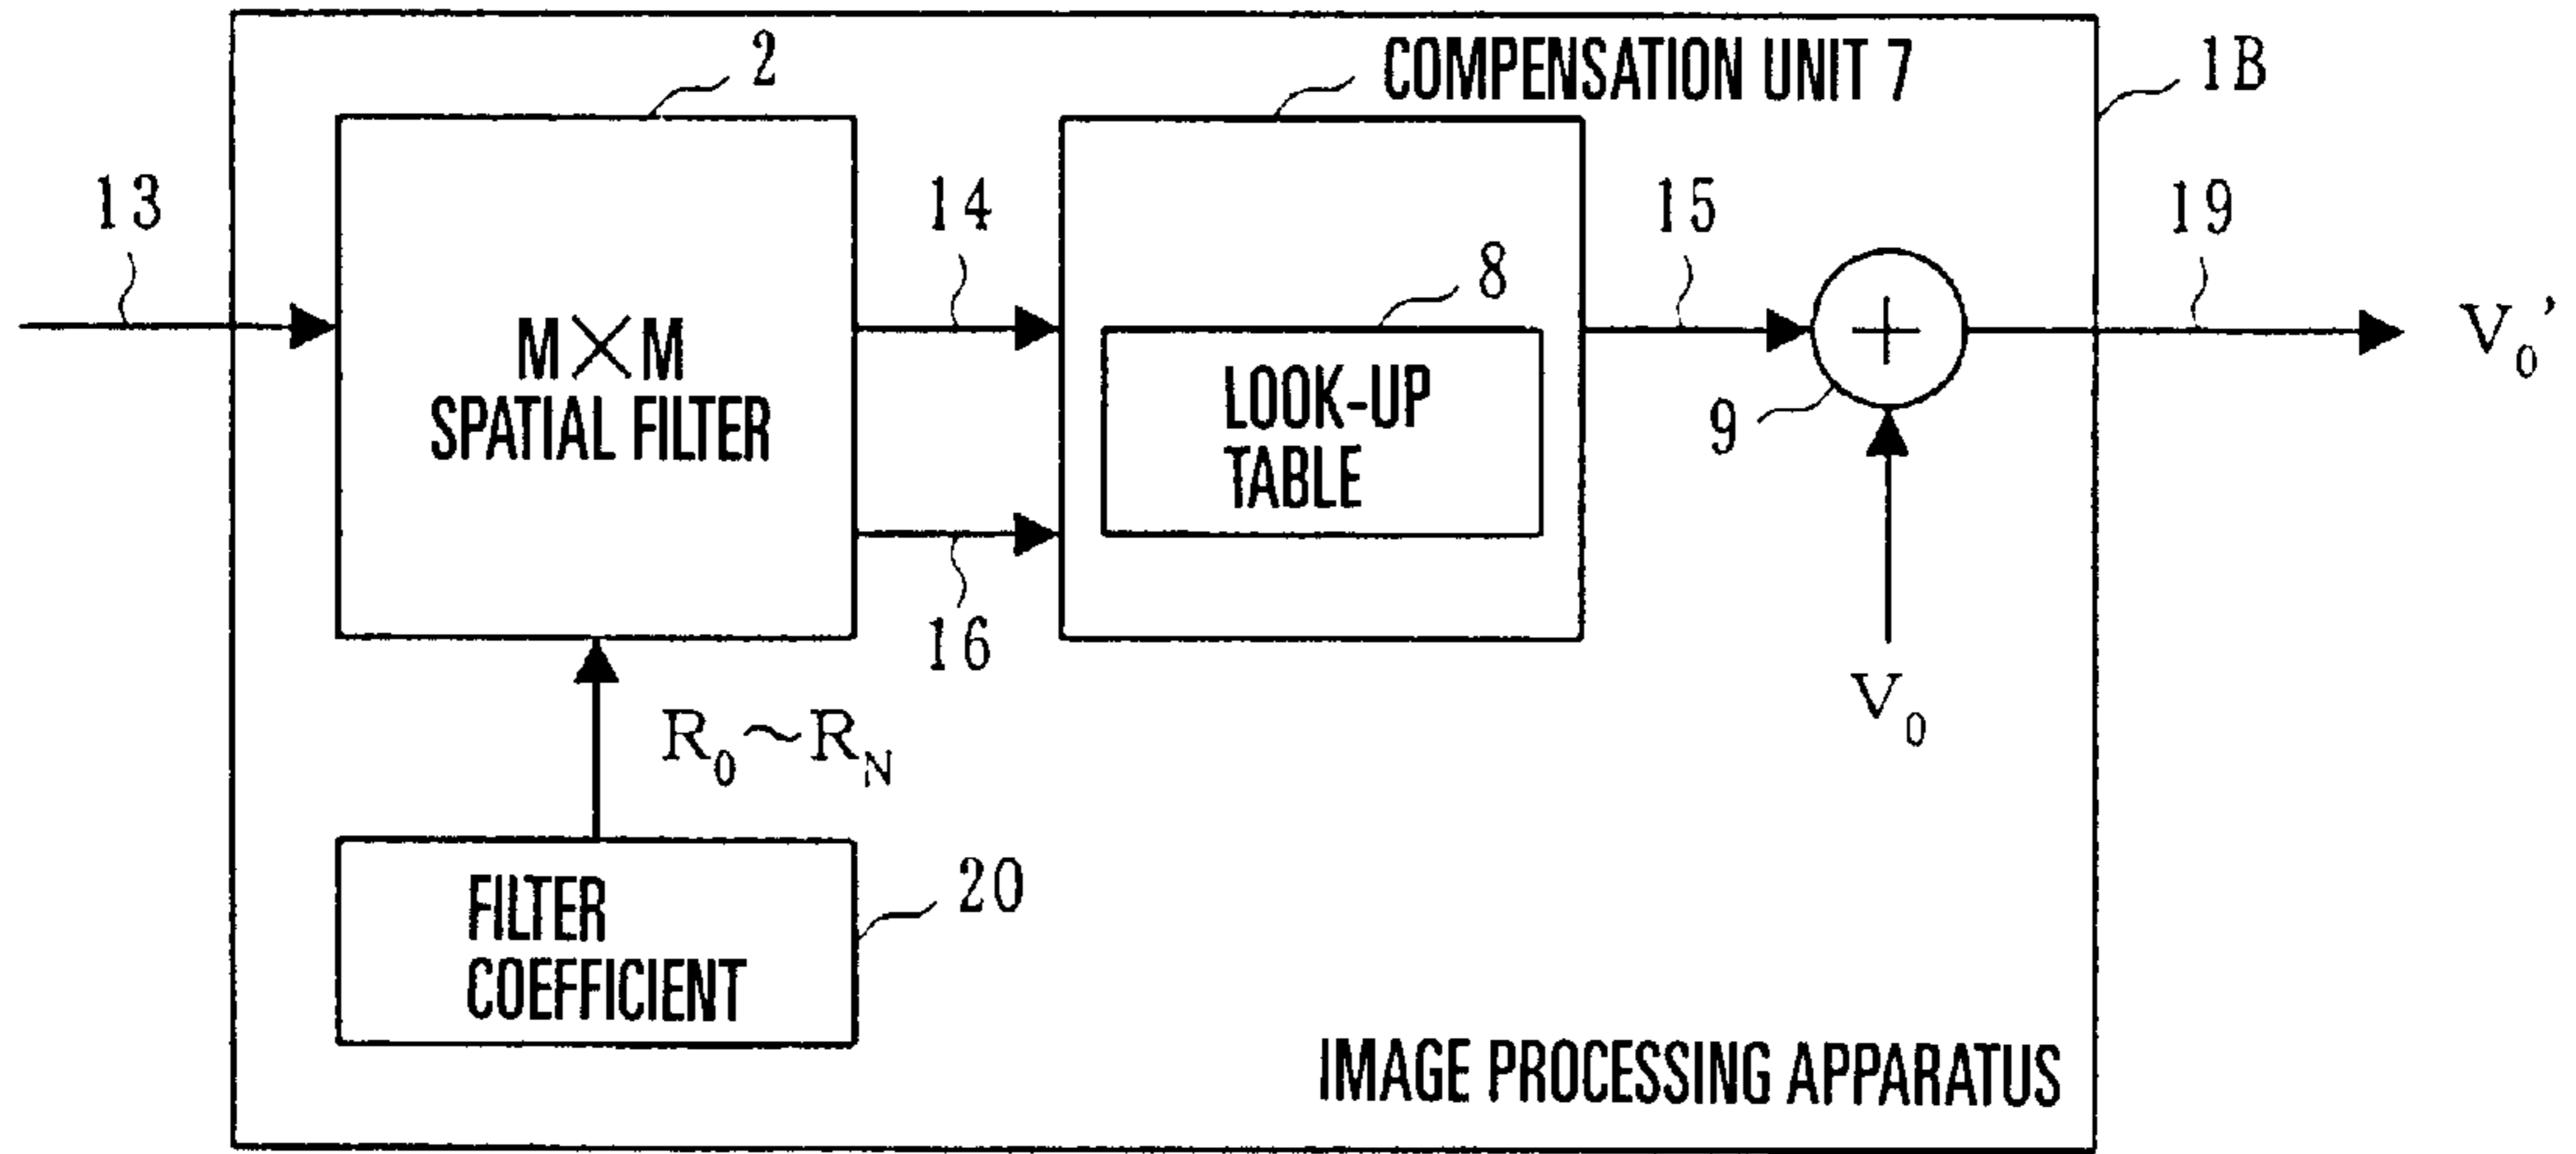 COMPENSATION UNIT 7
2
1B
13
14
15
19
8
M×M
SPATIAL FILTER
LOOK-UP
TABLE
+
V₀'
9
16
V₀
R₀～R_N
FILTER
COEFFICIENT
20
IMAGE PROCESSING APPARATUS